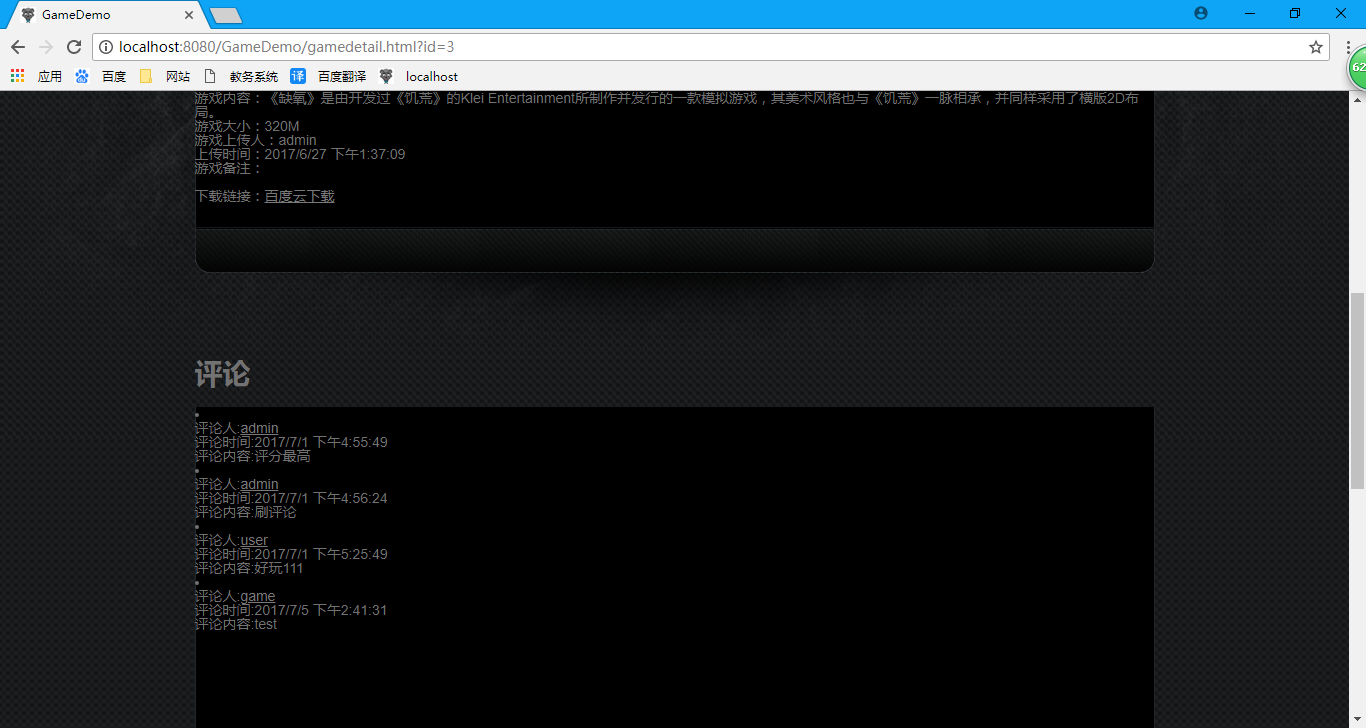 GameDemo
localhost:8080/GameDemo/gamedetail.html?id=3
应用 百度 网站 教务系统 译 百度翻译 localhost
62
游戏内容：《缺氧》是由开发过《饥荒》的Klei Entertainment所制作并发行的一款模拟游戏，其美术风格也与《饥荒》一脉相承，并同样采用了横版2D布
局。
游戏大小：320M
游戏上传人：admin
上传时间：2017/6/27 下午1:37:09
游戏备注：
下载链接：百度云下载
评论
评论人:admin
评论时间:2017/7/1 下午4:55:49
评论内容:评分最高
评论人:admin
评论时间:2017/7/1 下午4:56:24
评论内容:刷评论
评论人:user
评论时间:2017/7/1 下午5:25:49
评论内容:好玩111
评论人:game
评论时间:2017/7/5 下午2:41:31
评论内容:test